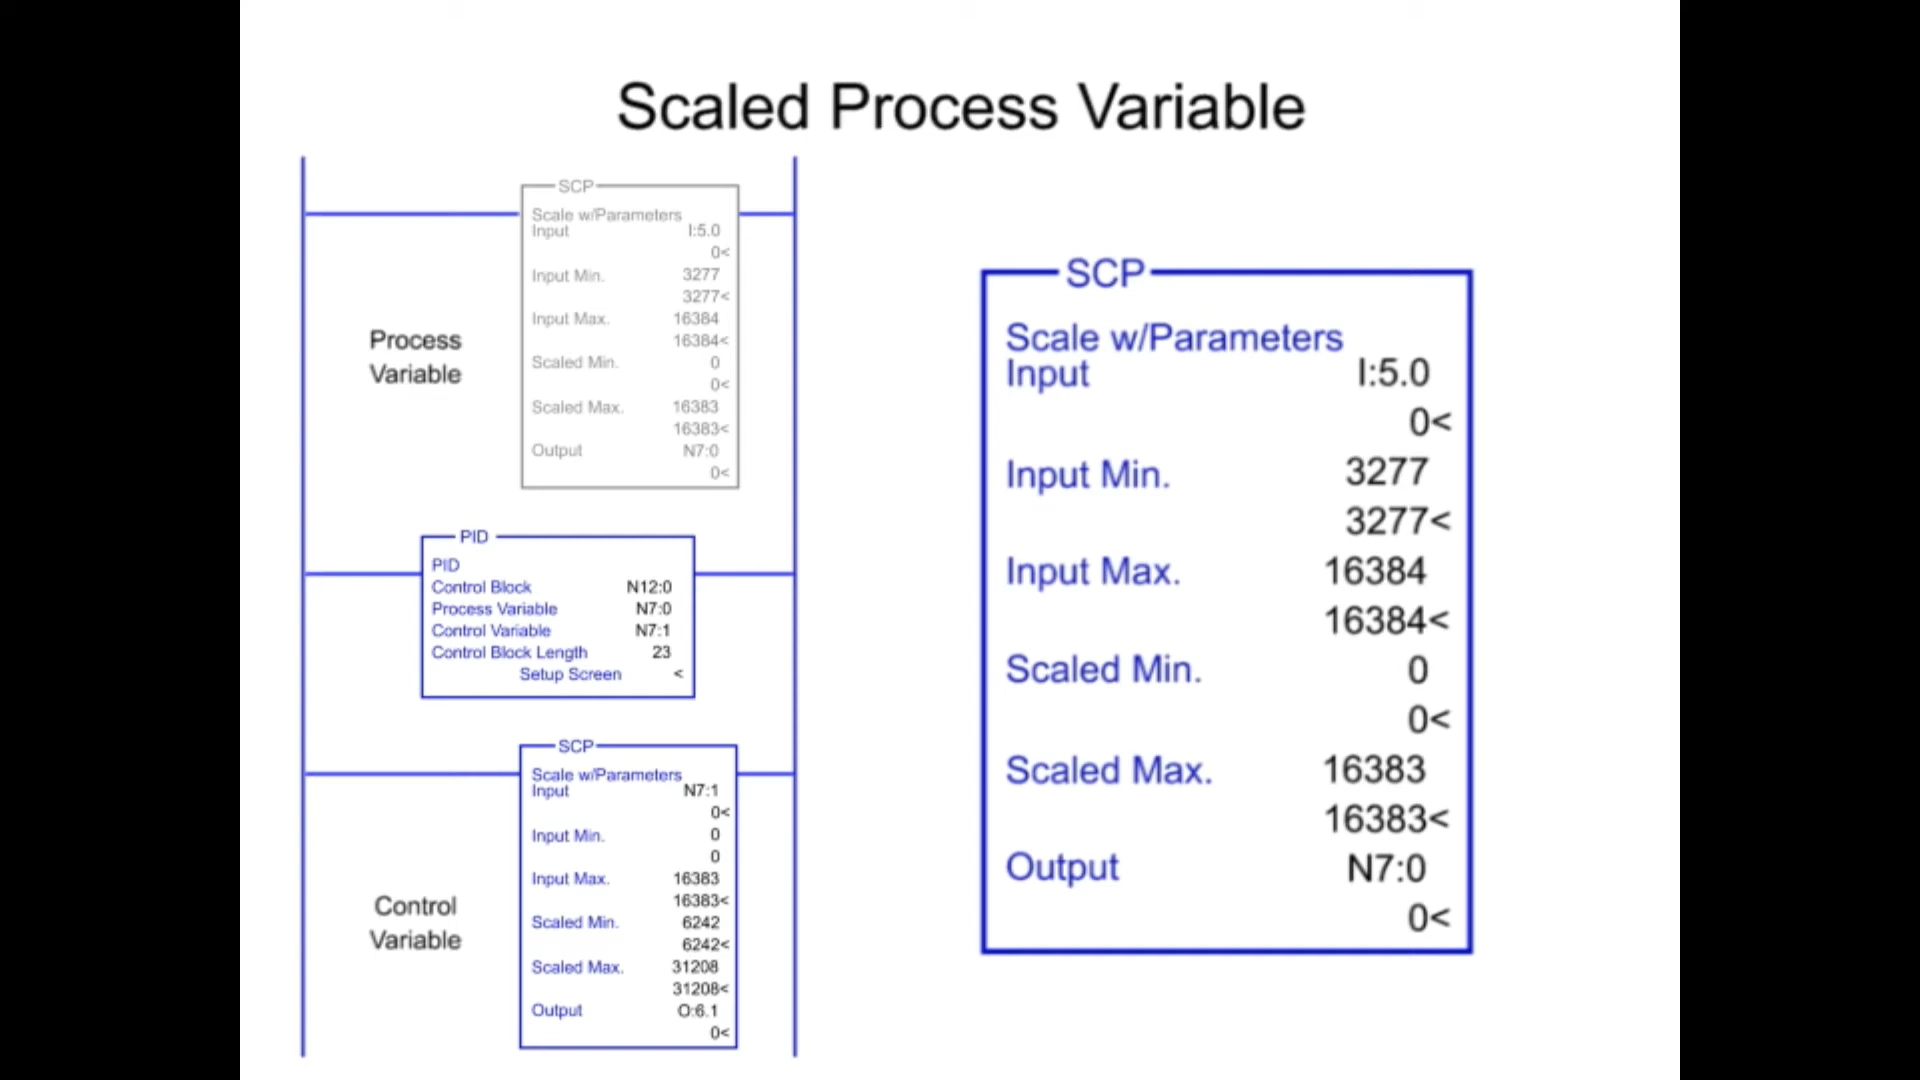 Scaled Process Variable
SCP
Scale w/Parameters
Input I:5.0
0<
Input Min. 3277
3277<
Input Max. 16384
16384<
Scaled Min. 0
0<
Scaled Max. 16383
16383<
Output N7:0
0<
Process
Variable
PID
PID
Control Block N12:0
Process Variable N7:0
Control Variable N7:1
Control Block Length 23
Setup Screen <
SCP
Scale w/Parameters
Input N7:1
0<
Input Min. 0
0
Input Max. 16383
16383<
Scaled Min. 6242
6242<
Scaled Max. 31208
31208<
Output O:6.1
0<
Control
Variable
SCP
Scale w/Parameters
Input I:5.0
0<
Input Min. 3277
3277<
Input Max. 16384
16384<
Scaled Min. 0
0<
Scaled Max. 16383
16383<
Output N7:0
0<